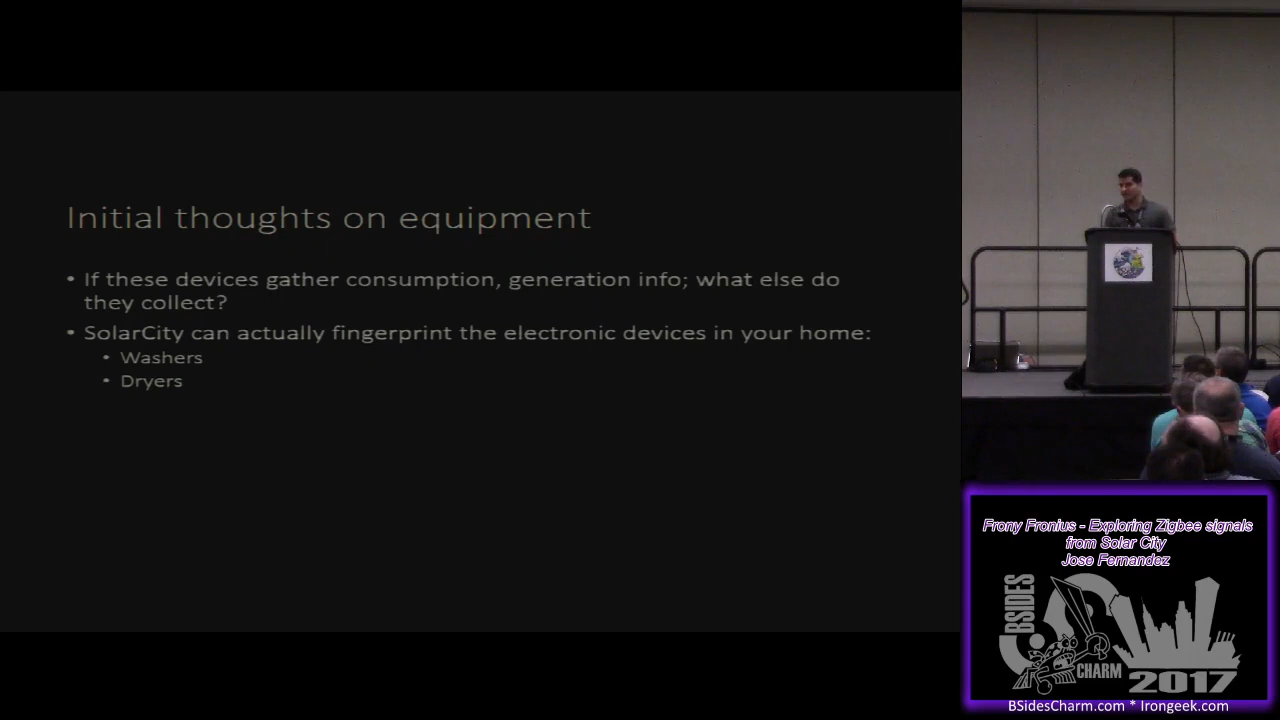 Initial thoughts on equipment
• If these devices gather consumption, generation info; what else do
they collect?
• SolarCity can actually fingerprint the electronic devices in your home:
• Washers
• Dryers
Frony Fronius - Exploring Zigbee signals
from Solar City
Jose Fernandez
BSIDES
CHARM
2017
BSidesCharm.com * Irongeek.com